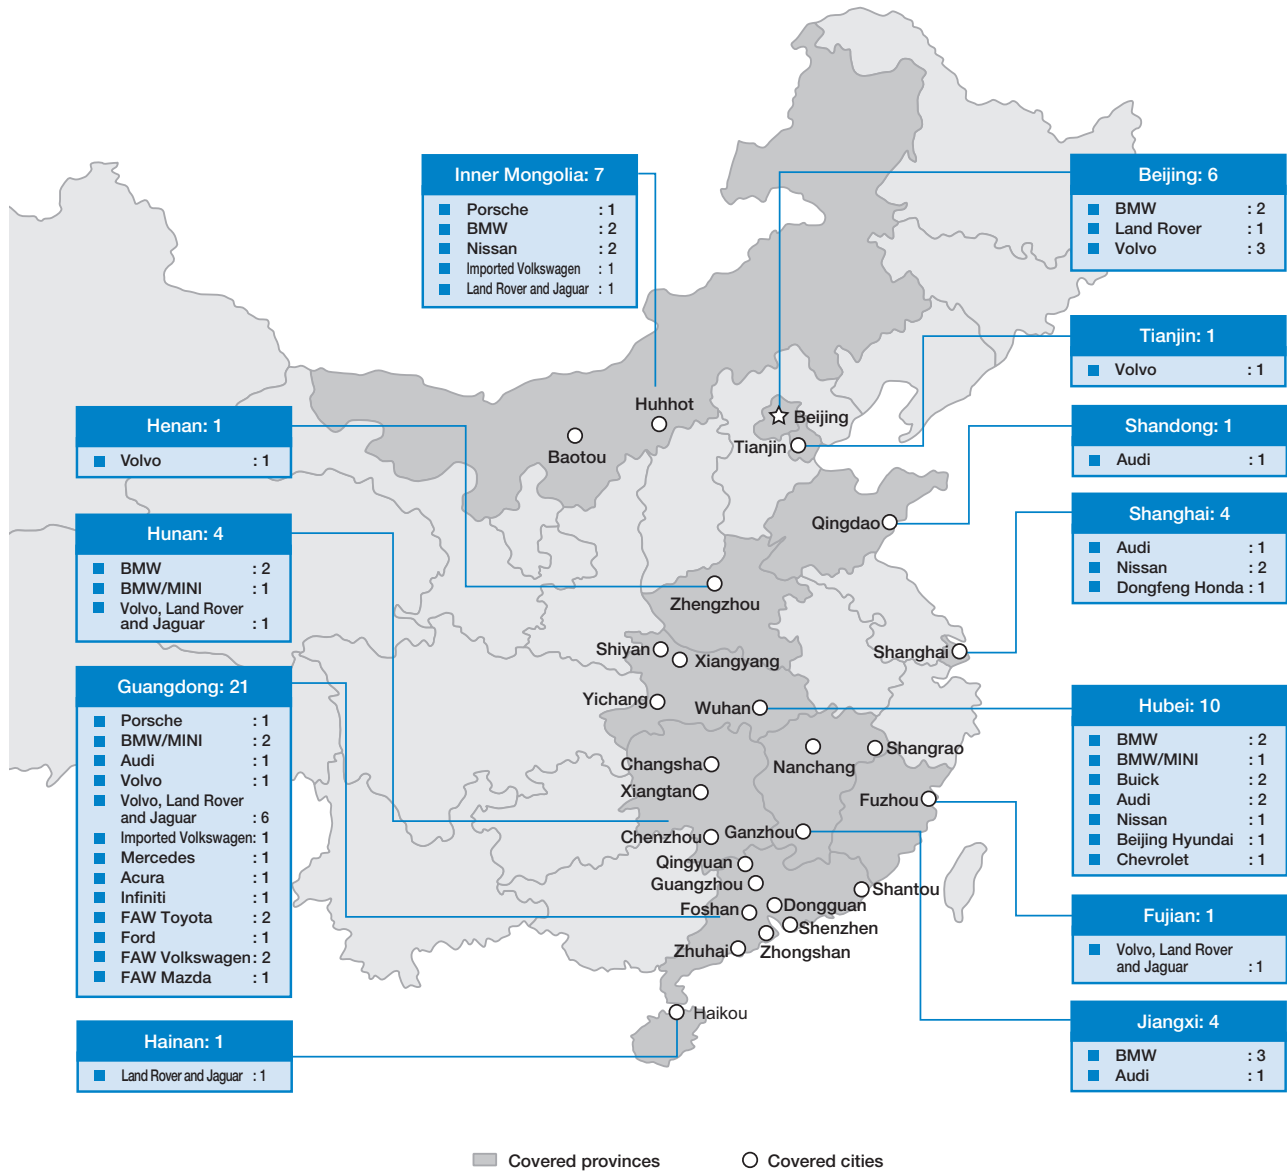 Inner Mongolia: 7
Porsche : 1
BMW : 2
Nissan : 2
Imported Volkswagen : 1
Land Rover and Jaguar : 1
Beijing: 6
BMW : 2
Land Rover : 1
Volvo : 3
Tianjin: 1
Volvo : 1
Henan: 1
Volvo : 1
Shandong: 1
Audi : 1
Hunan: 4
BMW : 2
BMW/MINI : 1
Volvo, Land Rover
and Jaguar : 1
Shanghai: 4
Audi : 1
Nissan : 2
Dongfeng Honda : 1
Guangdong: 21
Porsche : 1
BMW/MINI : 2
Audi : 1
Volvo : 1
Volvo, Land Rover
and Jaguar : 6
Imported Volkswagen: 1
Mercedes : 1
Acura : 1
Infiniti : 1
FAW Toyota : 2
Ford : 1
FAW Volkswagen : 2
FAW Mazda : 1
Hubei: 10
BMW : 2
BMW/MINI : 1
Buick : 2
Audi : 2
Nissan : 1
Beijing Hyundai : 1
Chevrolet : 1
Fujian: 1
Volvo, Land Rover
and Jaguar : 1
Hainan: 1
Land Rover and Jaguar : 1
Jiangxi: 4
BMW : 3
Audi : 1
Huhhot
Baotou
Beijing
Tianjin
Qingdao
Zhengzhou
Shiyan
Xiangyang
Shanghai
Yichang
Wuhan
Nanchang
Shangrao
Changsha
Xiangtan
Fuzhou
Chenzhou
Ganzhou
Qingyuan
Guangzhou
Shantou
Foshan
Dongguan
Shenzhen
Zhuhai
Zhongshan
Haikou
Covered provinces
Covered cities